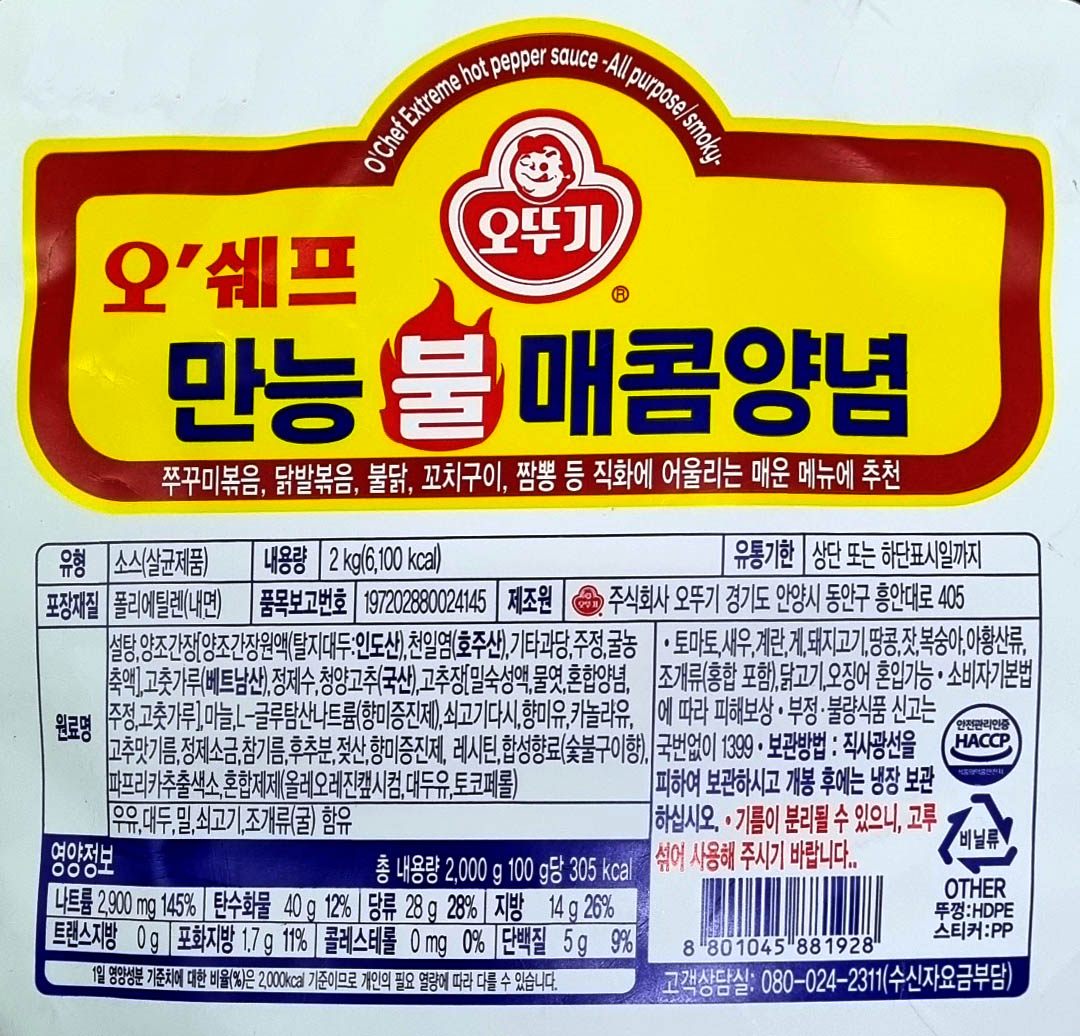 O'Chef Extreme hot pepper sauce -All purpose/smoky-
오뚜기
®
오'쉐프
만능 불 매콤양념
쭈꾸미볶음, 닭발볶음, 불닭, 꼬치구이, 짬뽕 등 직화에 어울리는 매운 메뉴에 추천
유형 소스(살균제품) 내용량 2 kg(6,100 kcal) 유통기한 상단 또는 하단표시일까지
포장재질 폴리에틸렌(내면) 품목보고번호 197202880024145 제조원 오뚜기 주식회사 오뚜기 경기도 안양시 동안구 흥안대로 405
원료명
설탕,양조간장[양조간장원액(탈지대두:인도산),천일염(호주산),기타과당,주정,굴농
축액],고춧가루(베트남산),정제수,청양고추(국산),고추장[밀숙성액,물엿,혼합양념,
주정,고춧가루],마늘,L-글루탐산나트륨(향미증진제),쇠고기다시,향미유,카놀라유,
고추맛기름,정제소금,참기름,후추분,젖산,향미증진제, 레시틴,합성향료(숯불구이향),
파프리카추출색소,혼합제제(올레오레진캪시컴,대두유,토코페롤)
우유,대두,밀,쇠고기,조개류(굴) 함유
• 토마토,새우,계란,게,돼지고기,땅콩,잣,복숭아,아황산류,
조개류(홍합 포함),닭고기,오징어 혼입가능 • 소비자기본법
에 따라 피해보상 • 부정·불량식품 신고는
국번없이 1399 • 보관방법 : 직사광선을
피하여 보관하시고 개봉 후에는 냉장 보관
하십시오. • 기름이 분리될 수 있으니, 고루
섞어 사용해 주시기 바랍니다..
안전관리인증
HACCP
식품의약품안전처
비닐류
OTHER
뚜껑:HDPE
스티커:PP
영양정보 총 내용량 2,000 g 100 g당 305 kcal
나트륨 2,900 mg 145% 탄수화물 40 g 12% 당류 28 g 28% 지방 14 g 26%
트랜스지방 0 g 포화지방 1.7 g 11% 콜레스테롤 0 mg 0% 단백질 5 g 9%
1일 영양성분 기준치에 대한 비율(%)은 2,000kcal 기준이므로 개인의 필요 열량에 따라 다를 수 있습니다.
8 801045 881928
고객상담실: 080-024-2311(수신자요금부담)